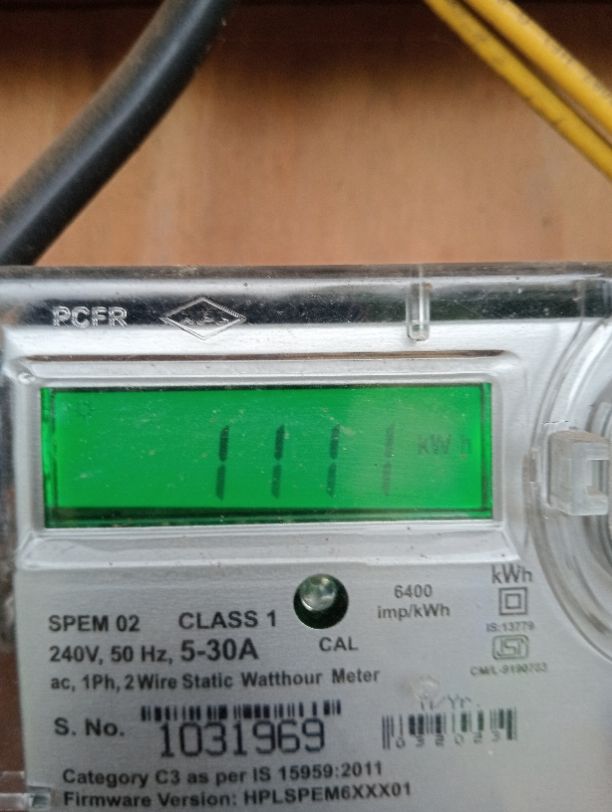 PCFR
1111 kWh
6400
imp/kWh
kWh
IS:13779
SPEM 02 CLASS 1
CAL
240V, 50 Hz, 5-30A
CM/L-9190753
ac, 1Ph, 2 Wire Static Watthour Meter
S. No. 1031969
Category C3 as per IS 15959:2011
Firmware Version: HPLSPEM6XXX01